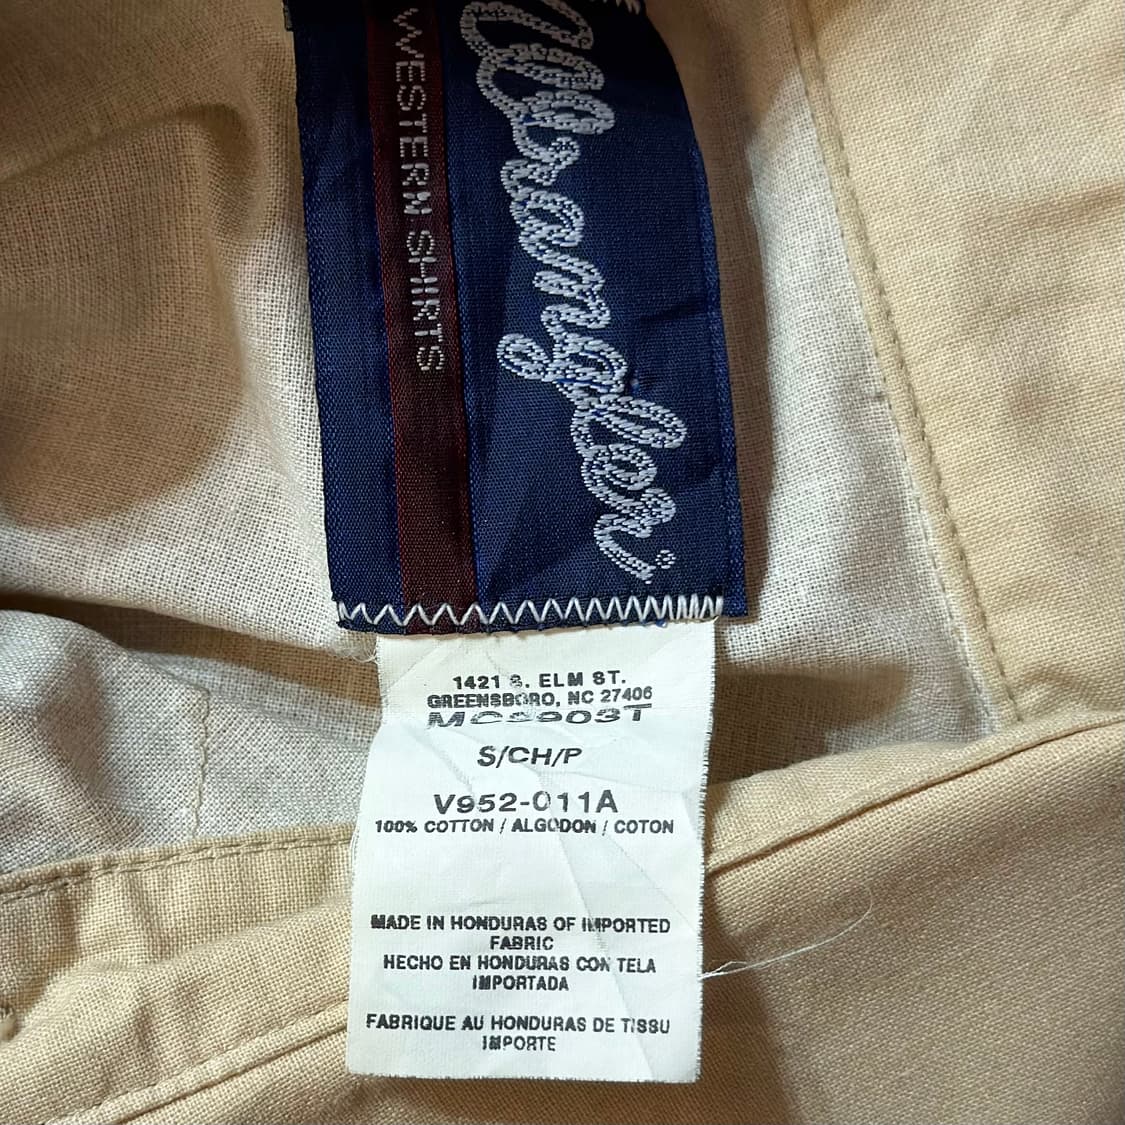 Wrangler
WESTERN SHIRTS
1421 S. ELM ST.
GREENSBORO, NC 27406
S/CH/P
V952-011A
100% COTTON / ALGODON / COTON
MADE IN HONDURAS OF IMPORTED
FABRIC
HECHO EN HONDURAS CON TELA
IMPORTADA
FABRIQUE AU HONDURAS DE TISSU
IMPORTE